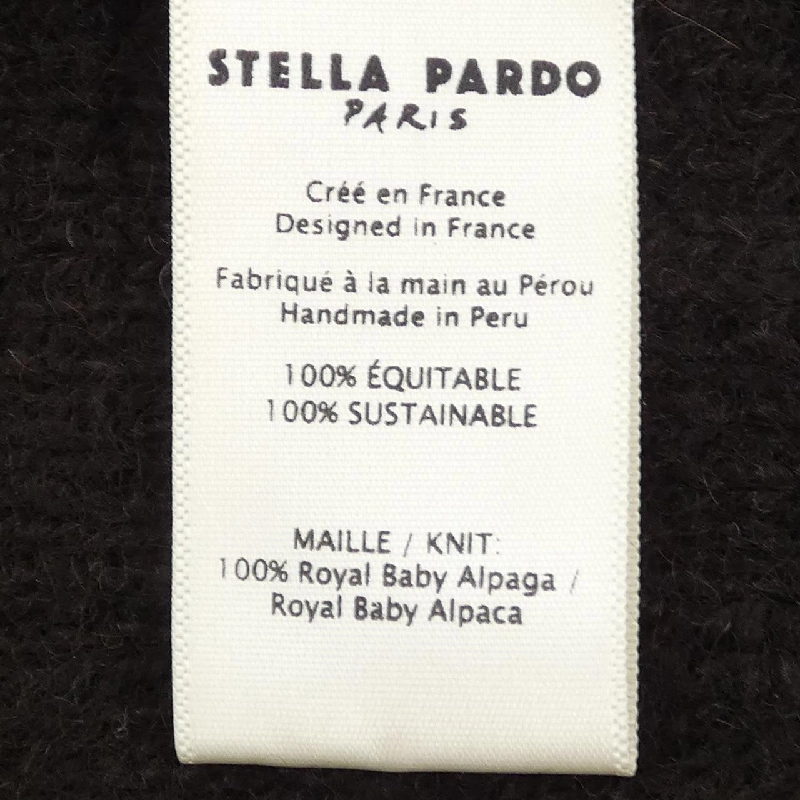 STELLA PARDO
PARIS
Créé en France
Designed in France
Fabriqué à la main au Pérou
Handmade in Peru
100% ÉQUITABLE
100% SUSTAINABLE
MAILLE / KNIT:
100% Royal Baby Alpaga /
Royal Baby Alpaca